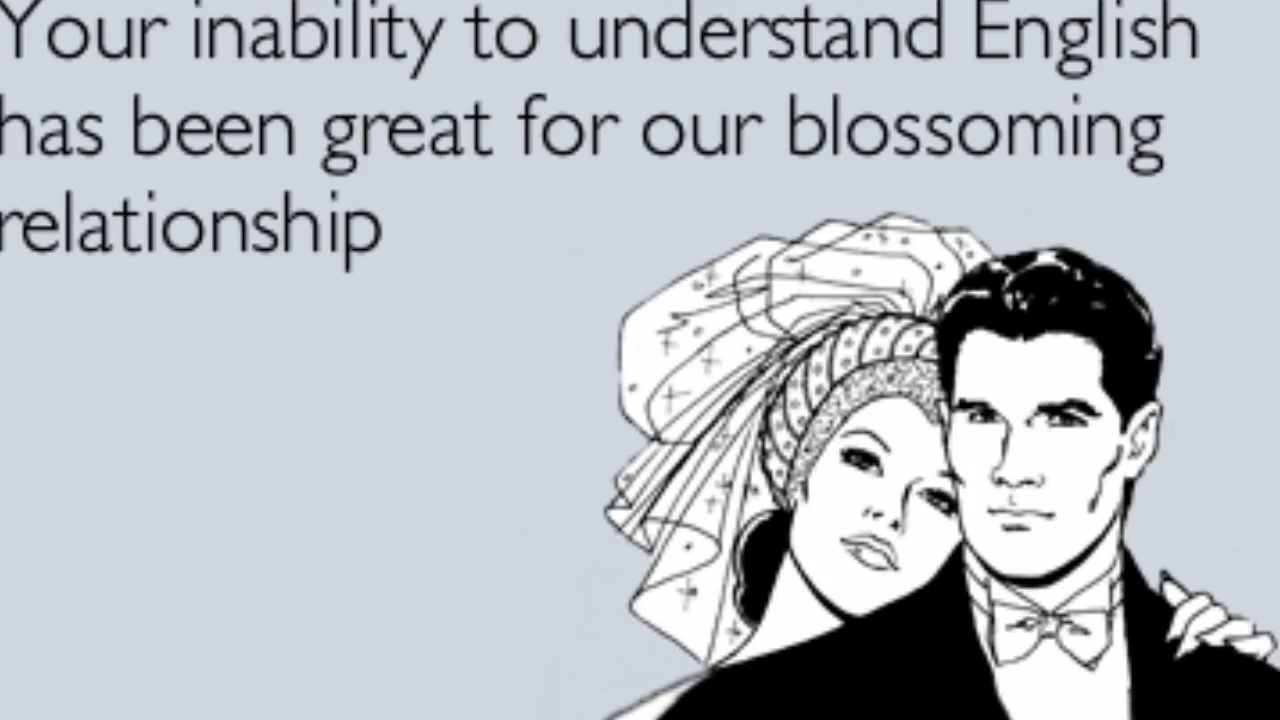 Your inability to understand English
has been great for our blossoming
relationship